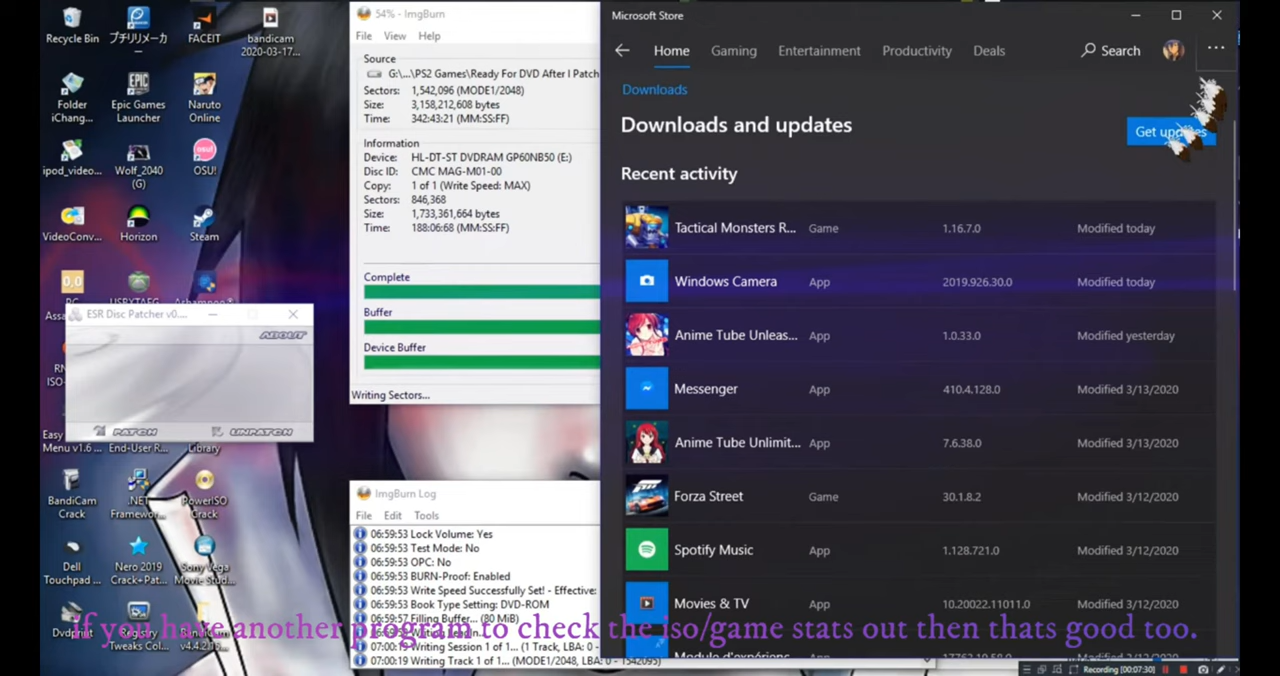 Recycle Bin
プチリメーカ
ー
FACEIT
bandicam
2020-03-17...
Folder
iChang...
Epic Games
Launcher
Naruto
Online
ipod_video...
Wolf_2040
(G)
OSU!
VideoConv...
Horizon
Steam
0,0
ESR Disc Patcher v0....
ABOUT
PATCH
UNPATCH
Easy
Menu v1.6 ...
End-User R...
Library
BandiCam
Crack
.NET
Framewor...
PowerISO
Crack
Dell
Touchpad ...
Nero 2019
Crack+Pat...
Sony Vega
Movie Stud...
Registry
Tweaks Col...
54% - ImgBurn
File View Help
Source
G:\...\PS2 Games\Ready For DVD After I Patch
Sectors: 1,542,096 (MODE1/2048)
Size: 3,158,212,608 bytes
Time: 342:43:21 (MM:SS:FF)
Information
Device: HL-DT-ST DVDRAM GP60NB50 (E:)
Disc ID: CMC MAG-M01-00
Copy: 1 of 1 (Write Speed: MAX)
Sectors: 846,368
Size: 1,733,361,664 bytes
Time: 188:06:68 (MM:SS:FF)
Complete
Buffer
Device Buffer
Writing Sectors...
ImgBurn Log
File Edit Tools
06:59:53 Lock Volume: Yes
06:59:53 Test Mode: No
06:59:53 OPC: No
06:59:53 BURN-Proof: Enabled
06:59:53 Write Speed Successfully Set! - Effective:
06:59:53 Book Type Setting: DVD-ROM
06:59:57 Filling Buffer... (80 MiB)
07:00:19 Writing Session 1 of 1... (1 Track, LBA: 0 - 1542095)
07:00:19 Writing Track 1 of 1... (MODE1/2048, LBA: 0 - 1542095)
Microsoft Store
Home Gaming Entertainment Productivity Deals Search
Downloads
Downloads and updates
Get updates
Recent activity
Tactical Monsters R... Game 1.16.7.0 Modified today
Windows Camera App 2019.926.30.0 Modified today
Anime Tube Unleas... App 1.0.33.0 Modified yesterday
Messenger App 410.4.128.0 Modified 3/13/2020
Anime Tube Unlimit... App 7.6.38.0 Modified 3/13/2020
Forza Street Game 30.1.8.2 Modified 3/12/2020
Spotify Music App 1.128.721.0 Modified 3/12/2020
Movies & TV App 10.20022.11011.0 Modified 3/12/2020
if you have another program to check the iso/game stats out then thats good too.
Recording [00:07:30]